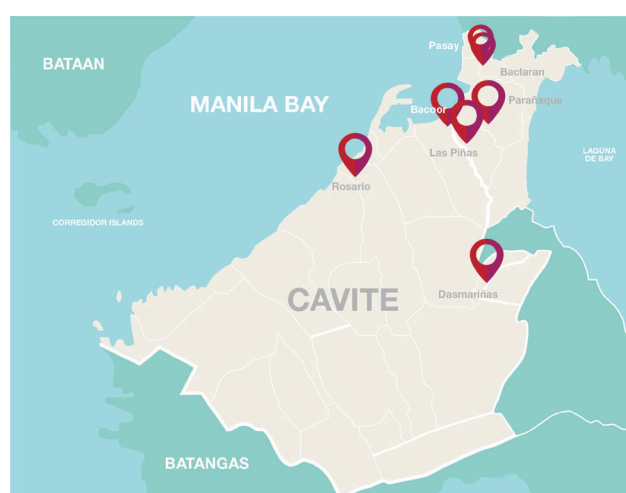 Pasay
BATAAN
Baclaran
MANILA BAY
Parañaque
Bacoor
Las Piñas
LAGUNA
DE BAY
Rosario
CORREGIDOR ISLANDS
Dasmariñas
CAVITE
BATANGAS